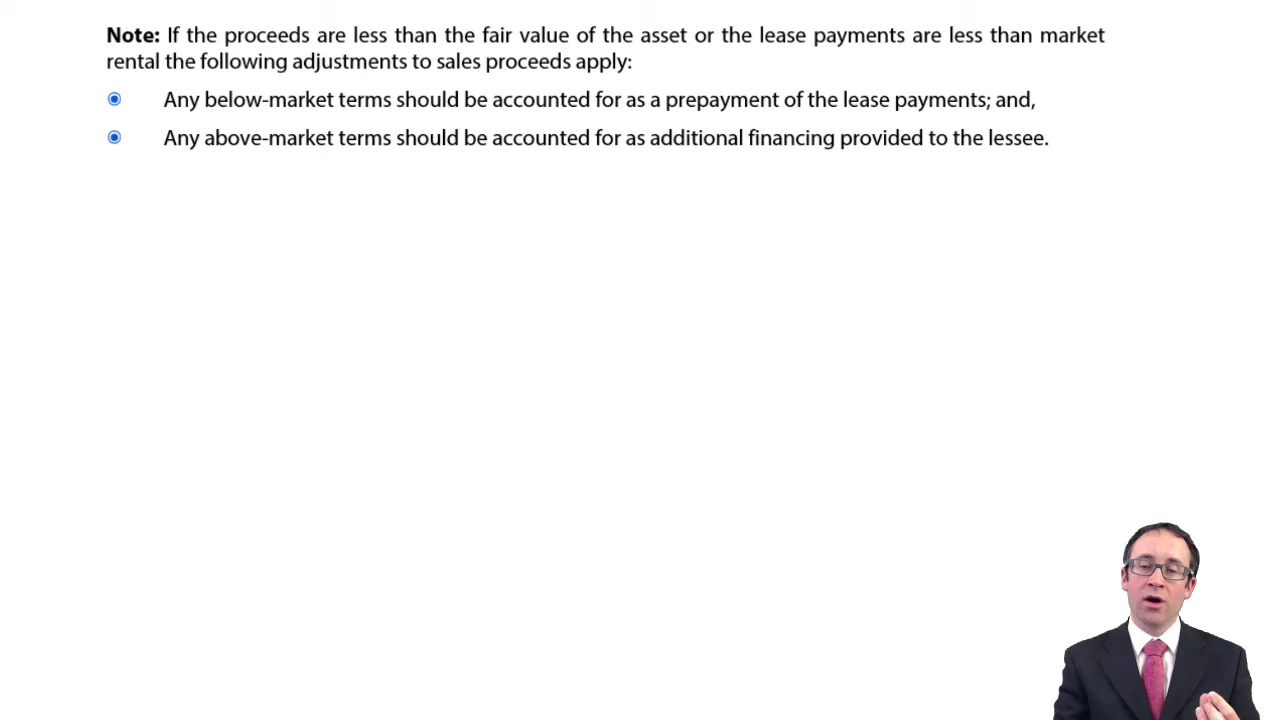 Note: If the proceeds are less than the fair value of the asset or the lease payments are less than market
rental the following adjustments to sales proceeds apply:
Any below-market terms should be accounted for as a prepayment of the lease payments; and,
Any above-market terms should be accounted for as additional financing provided to the lessee.